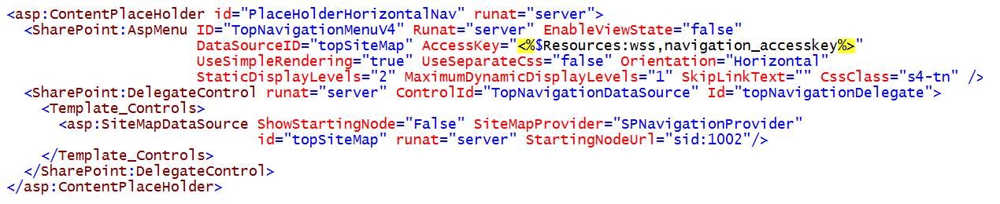 <asp:ContentPlaceHolder id="PlaceHolderHorizontalNav" runat="server">
<SharePoint:AspMenu ID="TopNavigationMenuV4" Runat="server" EnableViewState="false"
DataSourceID="topSiteMap" AccessKey="<%$Resources:wss,navigation_accesskey%>"
UseSimpleRendering="true" UseSeparateCss="false" Orientation="Horizontal"
StaticDisplayLevels="2" MaximumDynamicDisplayLevels="1" SkipLinkText="" CssClass="s4-tn" />
<SharePoint:DelegateControl runat="server" ControlId="TopNavigationDataSource" Id="topNavigationDelegate">
<Template_Controls>
<asp:SiteMapDataSource ShowStartingNode="False" SiteMapProvider="SPNavigationProvider"
id="topSiteMap" runat="server" StartingNodeUrl="sid:1002"/>
</Template_Controls>
</SharePoint:DelegateControl>
</asp:ContentPlaceHolder>